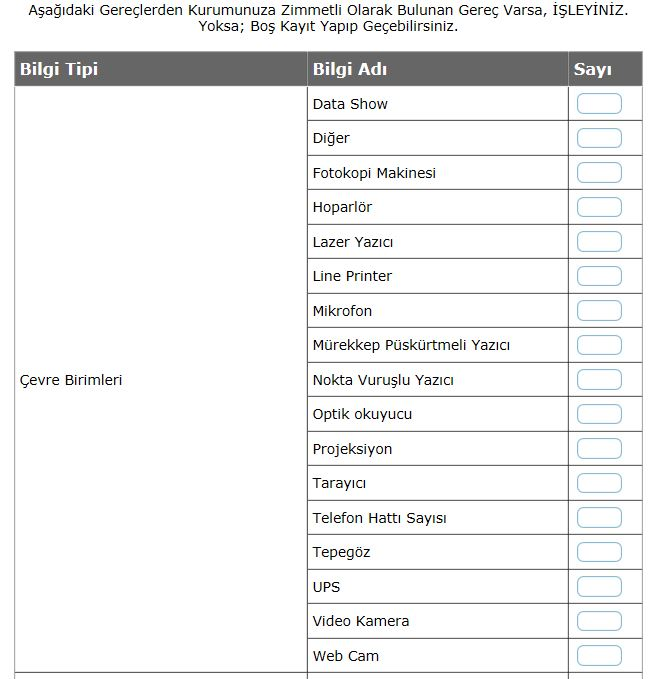 Aşağıdaki Gereçlerden Kurumunuza Zimmetli Olarak Bulunan Gereç Varsa, İŞLEYİNİZ.
Yoksa; Boş Kayıt Yapıp Geçebilirsiniz.
Bilgi Tipi Bilgi Adı Sayı
Data Show
Diğer
Fotokopi Makinesi
Hoparlör
Lazer Yazıcı
Line Printer
Mikrofon
Mürekkep Püskürtmeli Yazıcı
Çevre Birimleri Nokta Vuruşlu Yazıcı
Optik okuyucu
Projeksiyon
Tarayıcı
Telefon Hattı Sayısı
Tepegöz
UPS
Video Kamera
Web Cam